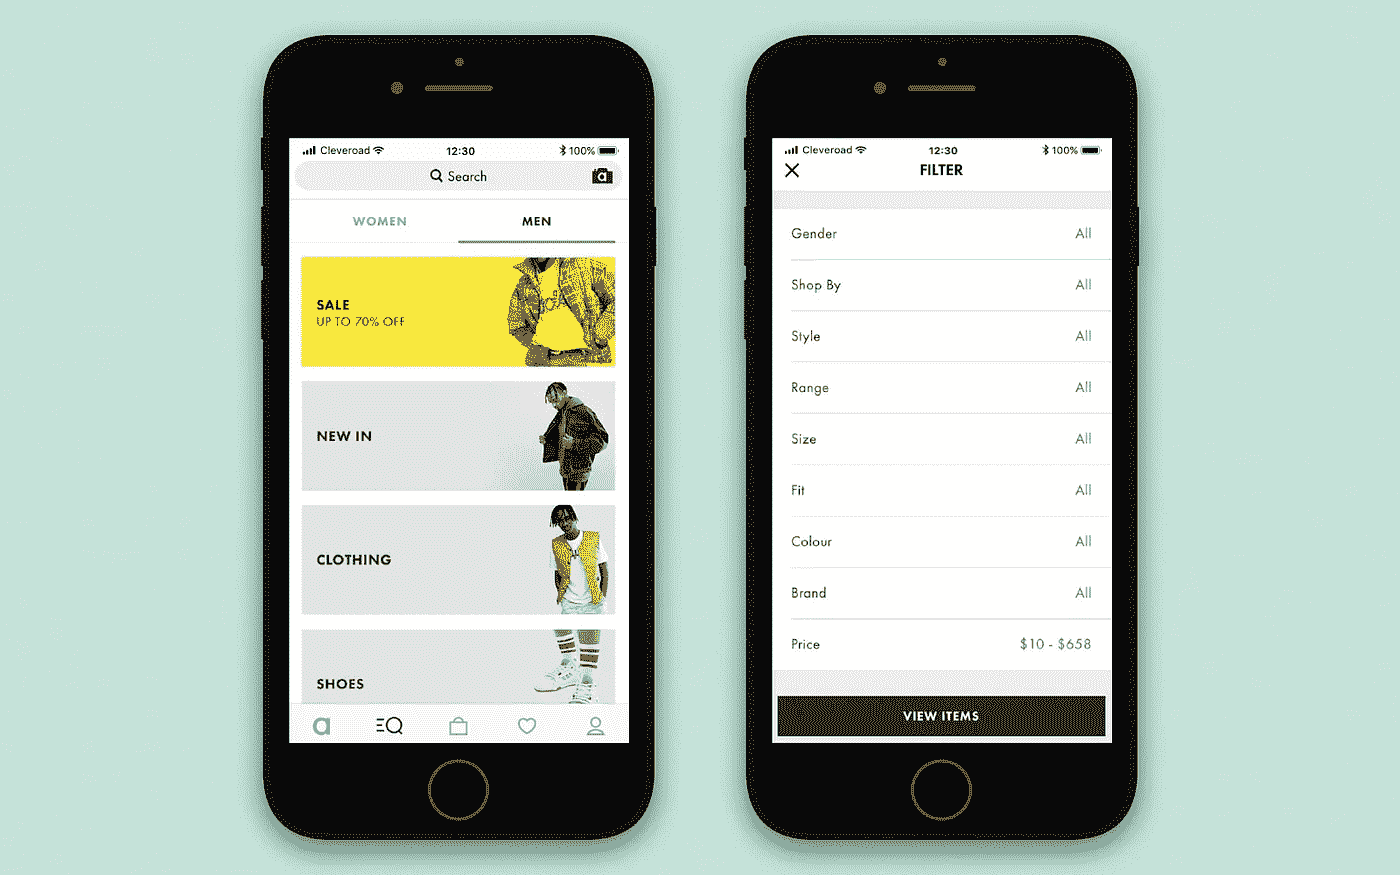 Cleveroad 12:30 100%
Search
WOMEN MEN
SALE
UP TO 70% OFF
NEW IN
CLOTHING
SHOES
Cleveroad 12:30 100%
FILTER
Gender All
Shop By All
Style All
Range All
Size All
Fit All
Colour All
Brand All
Price $10 - $658
VIEW ITEMS